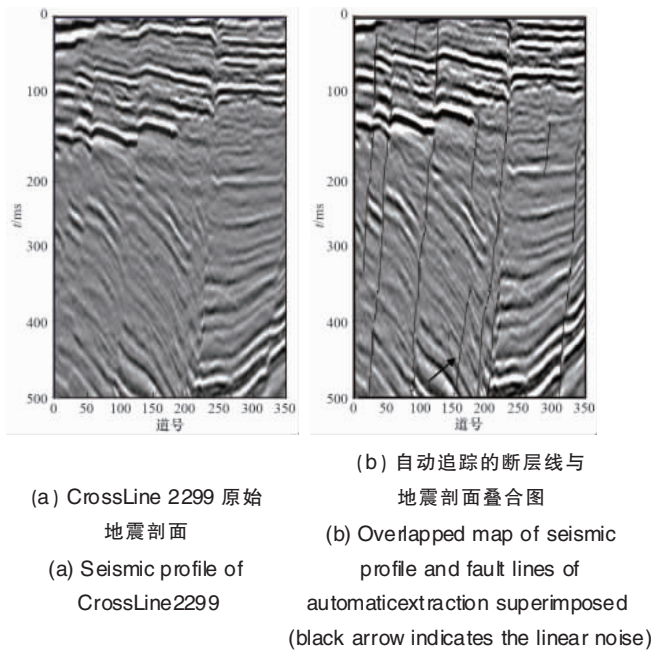 0
100
200
300
400
500
t/ms
0 50 100 150 200 250 300 350
道号
0
100
200
300
400
500
t/ms
0 50 100 150 200 250 300 350
道号
(a) CrossLine 2299 原始
地震剖面
(a) Seismic profile of
CrossLine2299
(b) 自动追踪的断层线与
地震剖面叠合图
(b) Overlapped map of seismic
profile and fault lines of
automaticextraction superimposed
(black arrow indicates the linear noise)